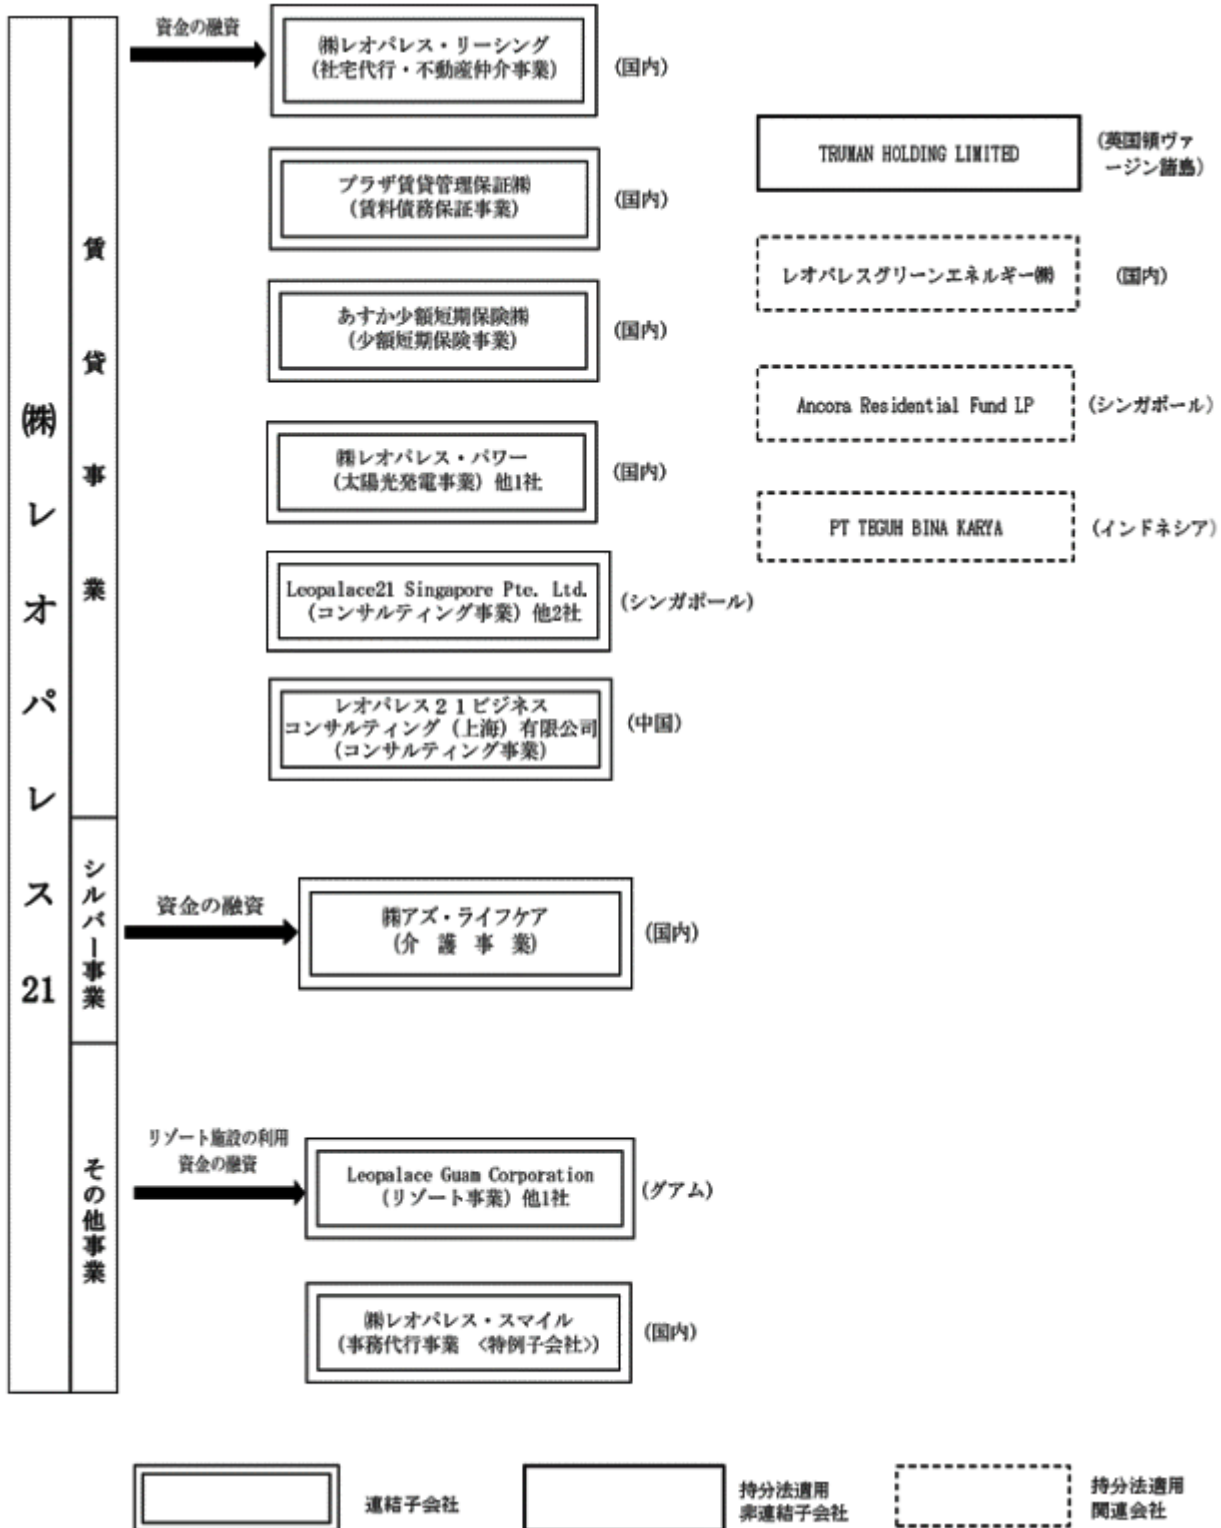 ㈱レオパレス21
賃貸事業
資金の融資
㈱レオパレス・リーシング
(社宅代行・不動産仲介事業)
(国内)
プラザ賃貸管理保証㈱
(賃料債務保証事業)
(国内)
あすか少額短期保険㈱
(少額短期保険事業)
(国内)
㈱レオパレス・パワー
(太陽光発電事業) 他1社
(国内)
Leopalace21 Singapore Pte. Ltd.
(コンサルティング事業) 他2社
(シンガポール)
レオパレス21ビジネス
コンサルティング (上海) 有限公司
(コンサルティング事業)
(中国)
TRUMAN HOLDING LIMITED
(英国領ヴァ
ージン諸島)
レオパレスグリーンエネルギー㈱
(国内)
Ancora Residential Fund LP
(シンガポール)
PT TEGUH BINA KARYA
(インドネシア)
シルバー事業
資金の融資
㈱アズ・ライフケア
(介 護 事 業)
(国内)
その他事業
リゾート施設の利用
資金の融資
Leopalace Guam Corporation
(リゾート事業) 他1社
(グアム)
㈱レオパレス・スマイル
(事務代行事業 <特例子会社>)
(国内)
連結子会社
持分法適用
非連結子会社
持分法適用
関連会社